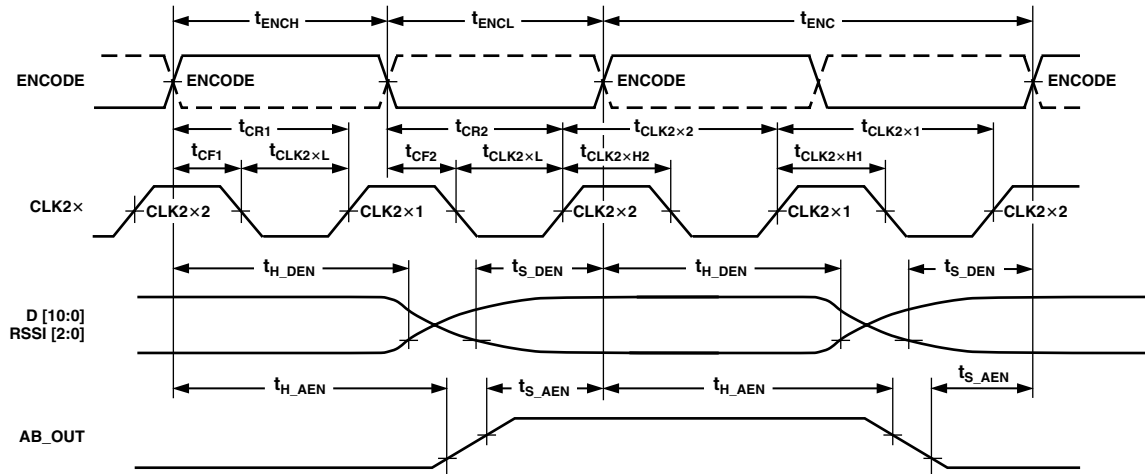 tENCH tENCL tENC
ENCODE ENCODE ENCODE ENCODE
tCR1 tCR2 tCLK2×2 tCLK2×1
tCF1 tCLK2×L tCF2 tCLK2×L tCLK2×H2 tCLK2×H1
CLK2× CLK2×2 CLK2×1 CLK2×2 CLK2×1 CLK2×2
tH_DEN tS_DEN tH_DEN tS_DEN
D [10:0]
RSSI [2:0]
tH_AEN tS_AEN tH_AEN tS_AEN
AB_OUT